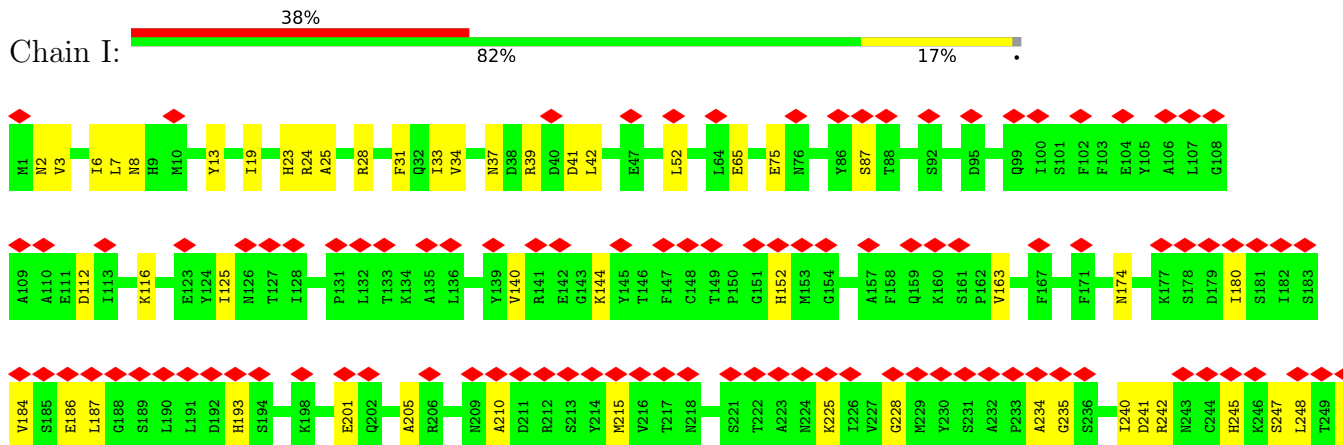 38%
Chain I:
82%
17%
•
M1 N2 V3 I6 L7 N8 H9 M10 Y13 I19 H23 R24 A25 R28 F31 Q32 I33 V34 N37 D38 R39 D40 D41 L42 E47 L52 L64 E65 E75 N76 Y86 S87 T88 S92 D95 Q99 I100 S101 F102 F103 E104 Y105 A106 L107 G108
A109 A110 E111 D112 I113 K116 E123 Y124 I125 N126 T127 I128 P131 L132 T133 K134 A135 L136 Y139 V140 R141 E142 G143 K144 Y145 T146 F147 C148 T149 P150 G151 H152 M153 G154 A157 F158 Q159 K160 S161 P162 V163 F167 F171 N174 K177 S178 D179 I180 S181 I182 S183
V184 S185 E186 L187 G188 S189 L190 L191 D192 H193 S194 K198 E201 Q202 A205 R206 N209 A210 D211 R212 S213 Y214 M215 V216 T217 N218 S221 T222 A223 N224 K225 I226 V227 G228 M229 Y230 S231 A232 P233 A234 G235 S236 I240 D241 R242 N243 C244 H245 K246 S247 L248 T249